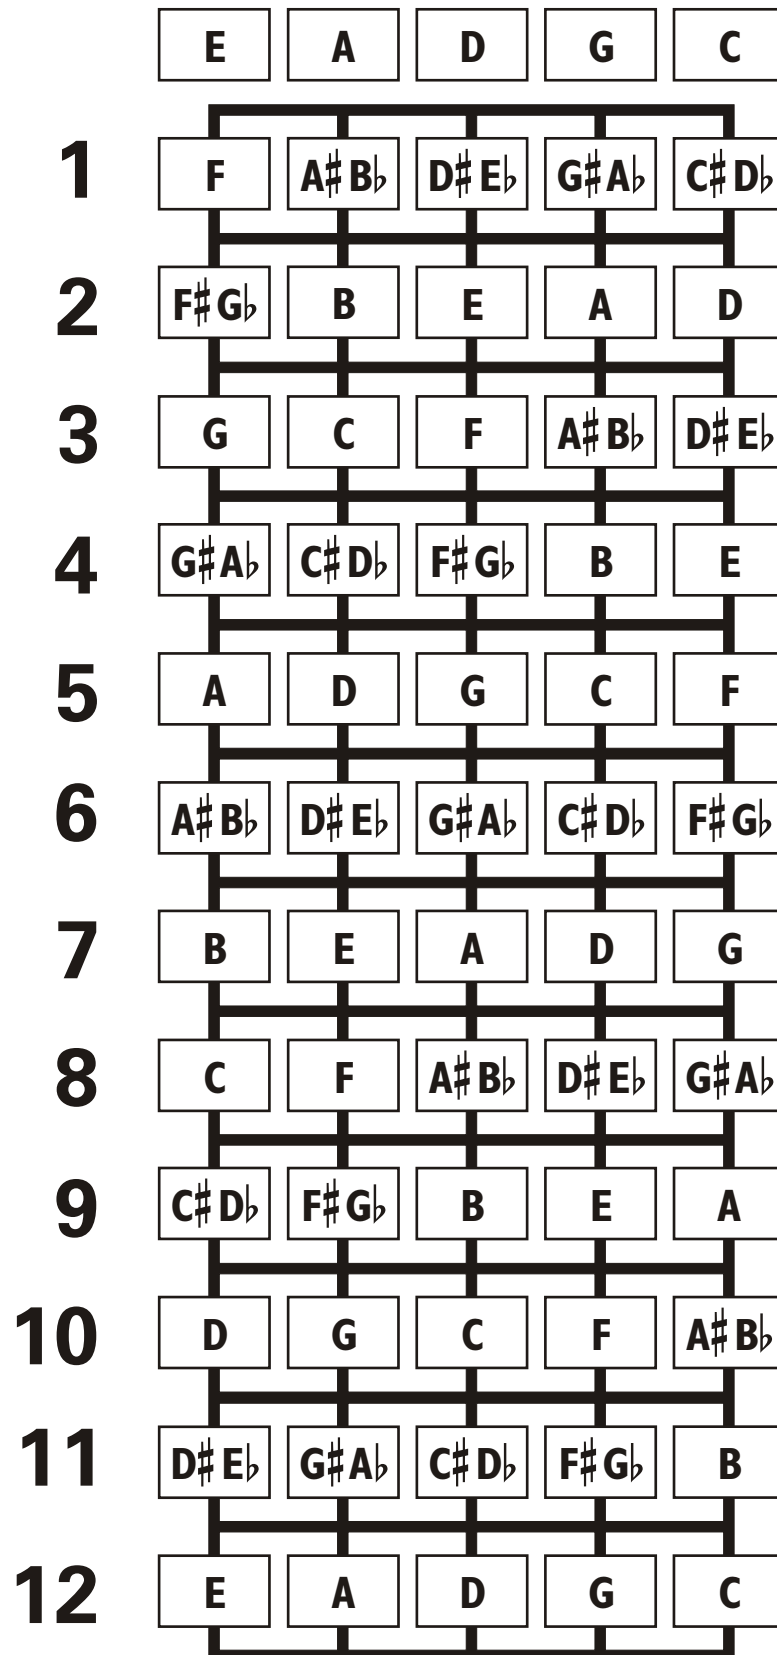 E A D G C
1 F A♯B♭ D♯E♭ G♯A♭ C♯D♭
2 F♯G♭ B E A D
3 G C F A♯B♭ D♯E♭
4 G♯A♭ C♯D♭ F♯G♭ B E
5 A D G C F
6 A♯B♭ D♯E♭ G♯A♭ C♯D♭ F♯G♭
7 B E A D G
8 C F A♯B♭ D♯E♭ G♯A♭
9 C♯D♭ F♯G♭ B E A
10 D G C F A♯B♭
11 D♯E♭ G♯A♭ C♯D♭ F♯G♭ B
12 E A D G C